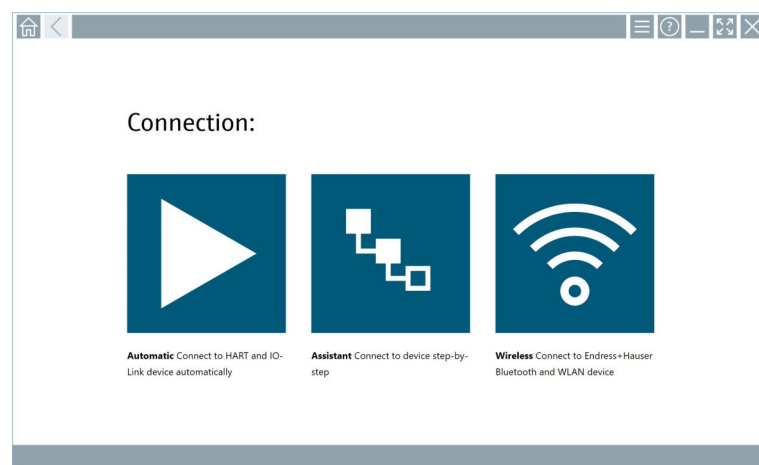 Connection:
Automatic Connect to HART and IO-
Link device automatically
Assistant Connect to device step-by-
step
Wireless Connect to Endress+Hauser
Bluetooth and WLAN device